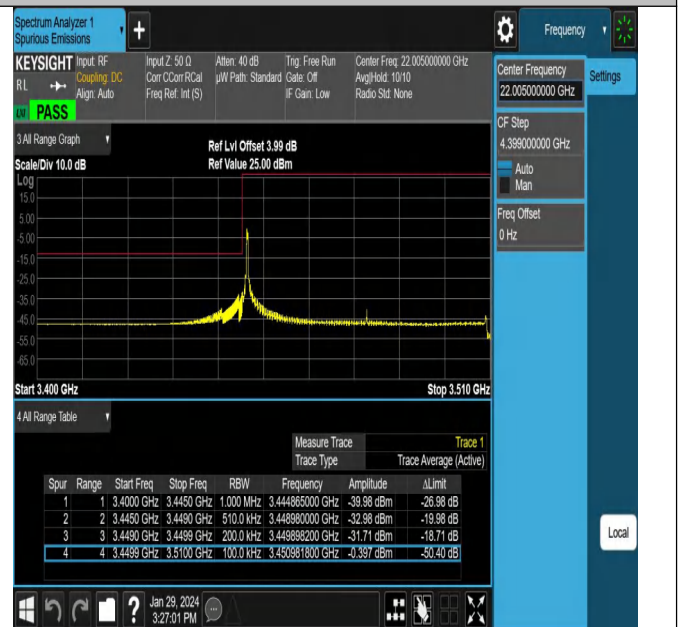 Spectrum Analyzer 1
Spurious Emissions
Frequency
KEYSIGHT Input: RF Input Z: 50 Ω Atten: 40 dB Trig: Free Run Center Freq: 22.005000000 GHz
RL Coupling: DC Corr CCorr RCal µW Path: Standard Gate: Off Avg|Hold: 10/10
Align: Auto Freq Ref: Int (S) IF Gain: Low Radio Std: None
PASS
Center Frequency
22.005000000 GHz
Settings
CF Step
4.399000000 GHz
Auto
Man
Freq Offset
0 Hz
3 All Range Graph
Ref Lvl Offset 3.99 dB
Scale/Div 10.0 dB Ref Value 25.00 dBm
Log
15.0
5.00
-5.00
-15.0
-25.0
-35.0
-45.0
-55.0
-65.0
Start 3.400 GHz Stop 3.510 GHz
4 All Range Table
Measure Trace Trace 1
Trace Type Trace Average (Active)
Spur Range Start Freq Stop Freq RBW Frequency Amplitude ΔLimit
1 1 3.4000 GHz 3.4450 GHz 1.000 MHz 3.444865000 GHz -39.98 dBm -26.98 dB
2 2 3.4450 GHz 3.4490 GHz 510.0 kHz 3.448980000 GHz -32.98 dBm -19.98 dB
3 3 3.4490 GHz 3.4499 GHz 200.0 kHz 3.449898200 GHz -31.71 dBm -18.71 dB
4 4 3.4499 GHz 3.5100 GHz 100.0 kHz 3.450981800 GHz -0.397 dBm -50.40 dB
Local
Jan 29, 2024
3:27:01 PM